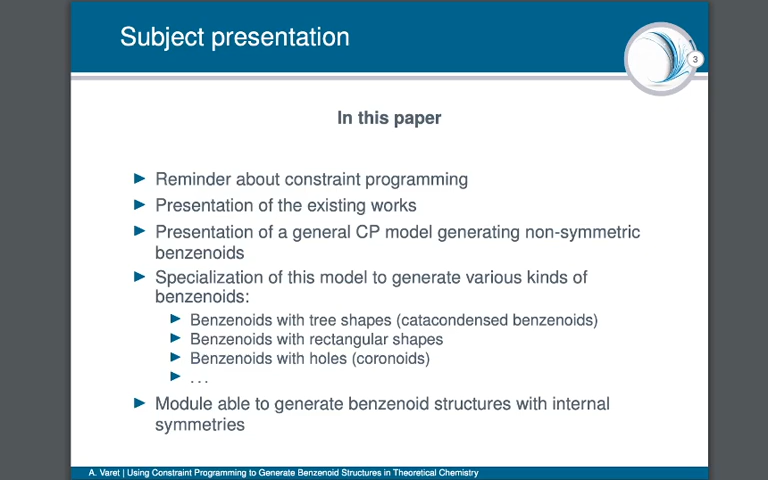 Subject presentation
3
In this paper
Reminder about constraint programming
Presentation of the existing works
Presentation of a general CP model generating non-symmetric
benzenoids
Specialization of this model to generate various kinds of
benzenoids:
Benzenoids with tree shapes (catacondensed benzenoids)
Benzenoids with rectangular shapes
Benzenoids with holes (coronoids)
...
Module able to generate benzenoid structures with internal
symmetries
A. Varet | Using Constraint Programming to Generate Benzenoid Structures in Theoretical Chemistry